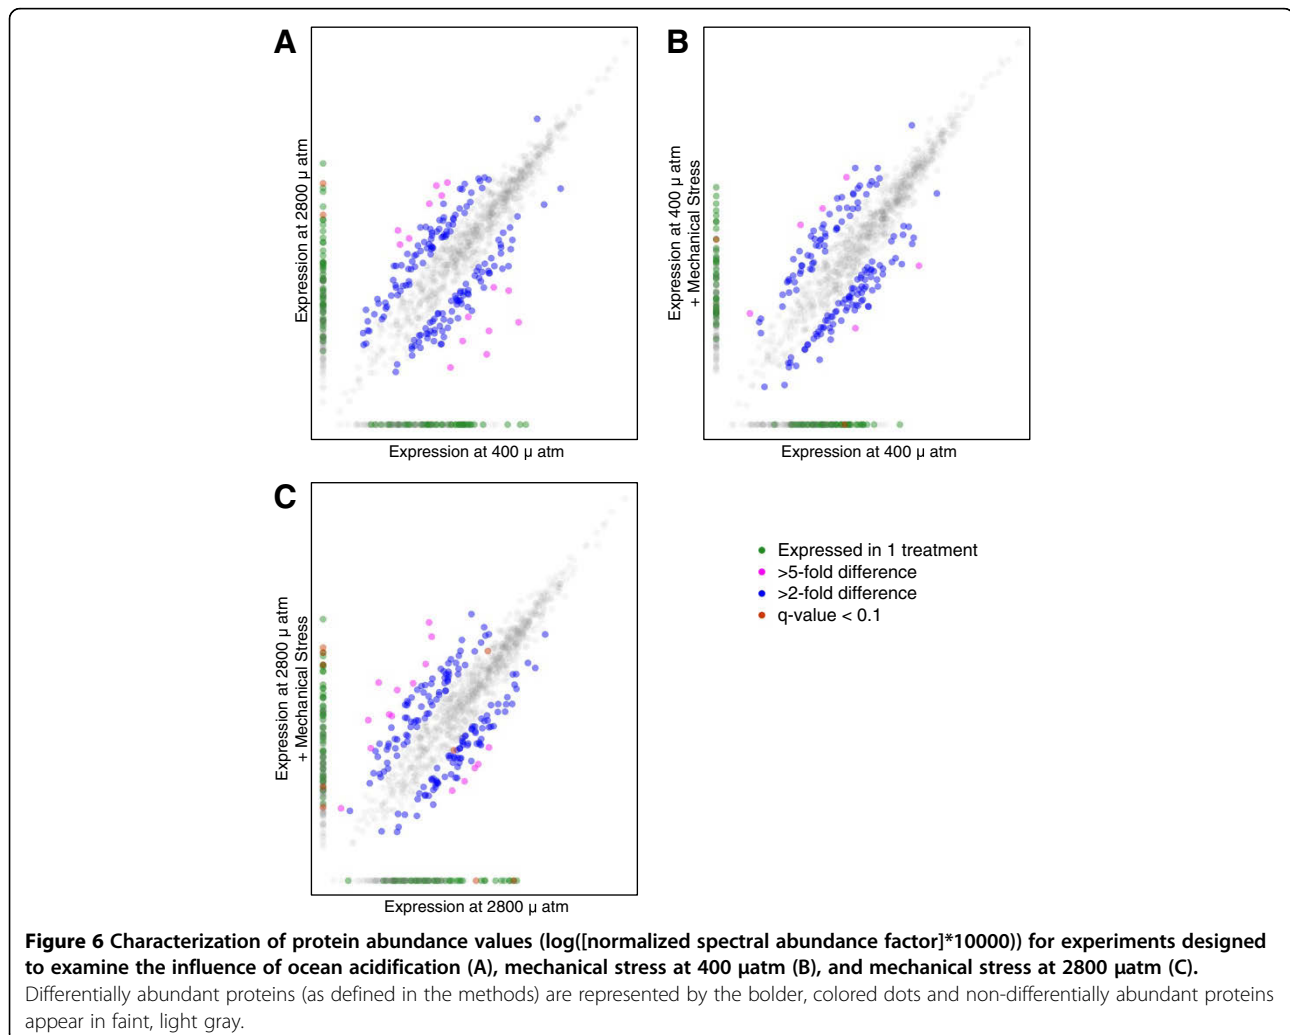 A
Expression at 2800 µ atm
Expression at 400 µ atm
B
Expression at 400 µ atm
+ Mechanical Stress
Expression at 400 µ atm
C
Expression at 2800 µ atm
+ Mechanical Stress
Expression at 2800 µ atm
Expressed in 1 treatment
>5-fold difference
>2-fold difference
q-value < 0.1
Figure 6 Characterization of protein abundance values (log([normalized spectral abundance factor]*10000)) for experiments designed
to examine the influence of ocean acidification (A), mechanical stress at 400 µatm (B), and mechanical stress at 2800 µatm (C).
Differentially abundant proteins (as defined in the methods) are represented by the bolder, colored dots and non-differentially abundant proteins
appear in faint, light gray.